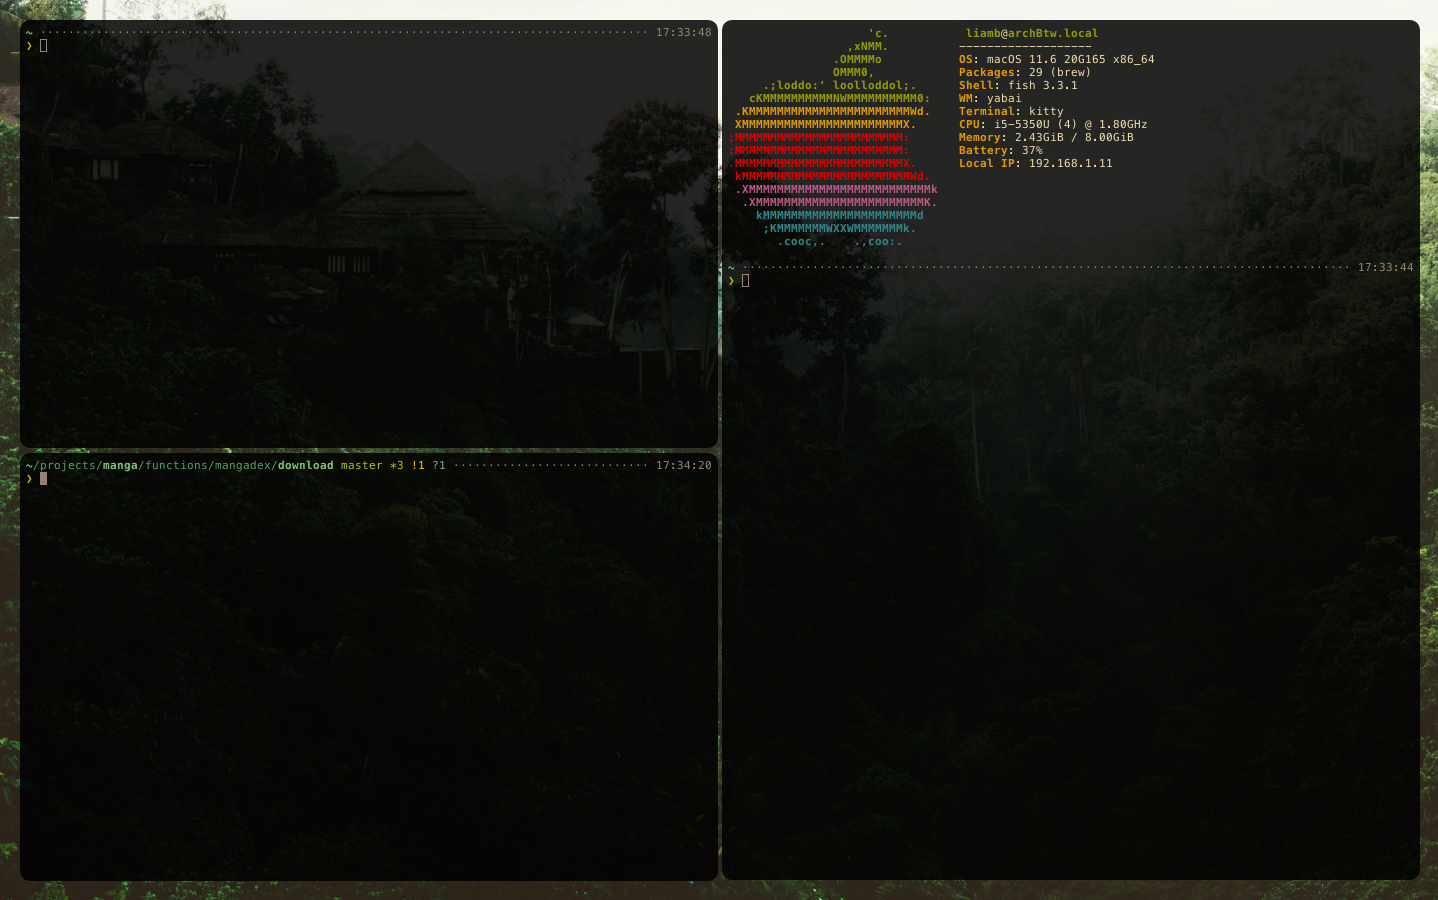 ~ ········································································································ 17:33:48
❯
~/projects/manga/functions/mangadex/download master *3 !1 ?1 ···························· 17:34:20
❯
'c.
,xNMM.
.OMMMMo
OMMM0,
.;loddo:' loolloddol;.
cKMMMMMMMMMMNWMMMMMMMMMM0:
.KMMMMMMMMMMMMMMMMMMMMMMMWd.
XMMMMMMMMMMMMMMMMMMMMMMMX.
;MMMMMMMMMMMMMMMMMMMMMMMM:
:MMMMMMMMMMMMMMMMMMMMMMMM:
.MMMMMMMMMMMMMMMMMMMMMMMMX.
kMMMMMMMMMMMMMMMMMMMMMMMMWd.
.XMMMMMMMMMMMMMMMMMMMMMMMMMMk
.XMMMMMMMMMMMMMMMMMMMMMMMMK.
kMMMMMMMMMMMMMMMMMMMMMMd
;KMMMMMMMWXXWMMMMMMMk.
.cooc,. .,coo:.
liamb@archBtw.local
-------------------
OS: macOS 11.6 20G165 x86_64
Packages: 29 (brew)
Shell: fish 3.3.1
WM: yabai
Terminal: kitty
CPU: i5-5350U (4) @ 1.80GHz
Memory: 2.43GiB / 8.00GiB
Battery: 37%
Local IP: 192.168.1.11
~ ········································································································ 17:33:44
❯